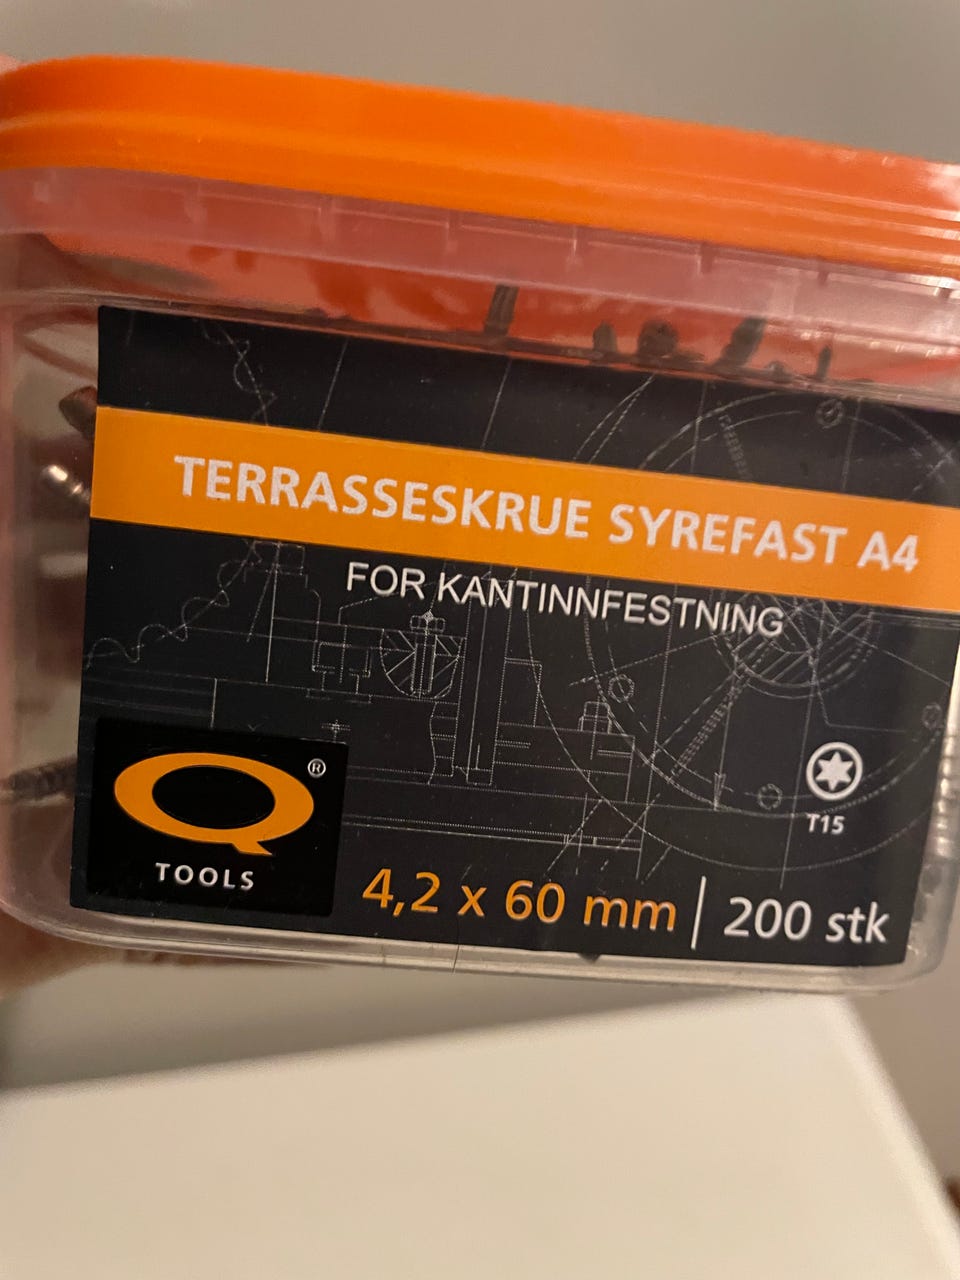 TERRASSESKRUE SYREFAST A4
FOR KANTINNFESTNING
®
TOOLS
T15
4,2 x 60 mm | 200 stk